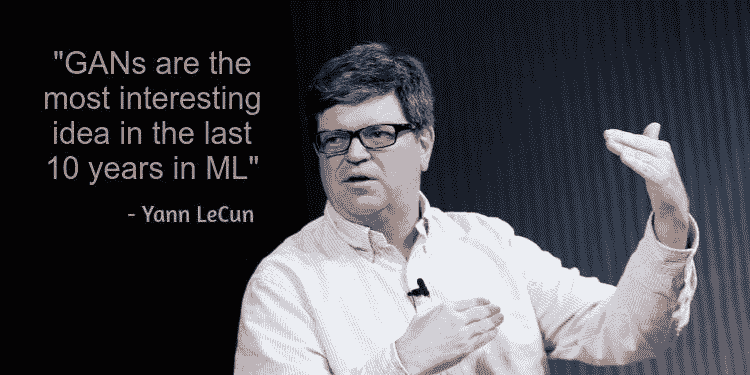 "GANs are the
most interesting
idea in the last
10 years in ML"
- Yann LeCun